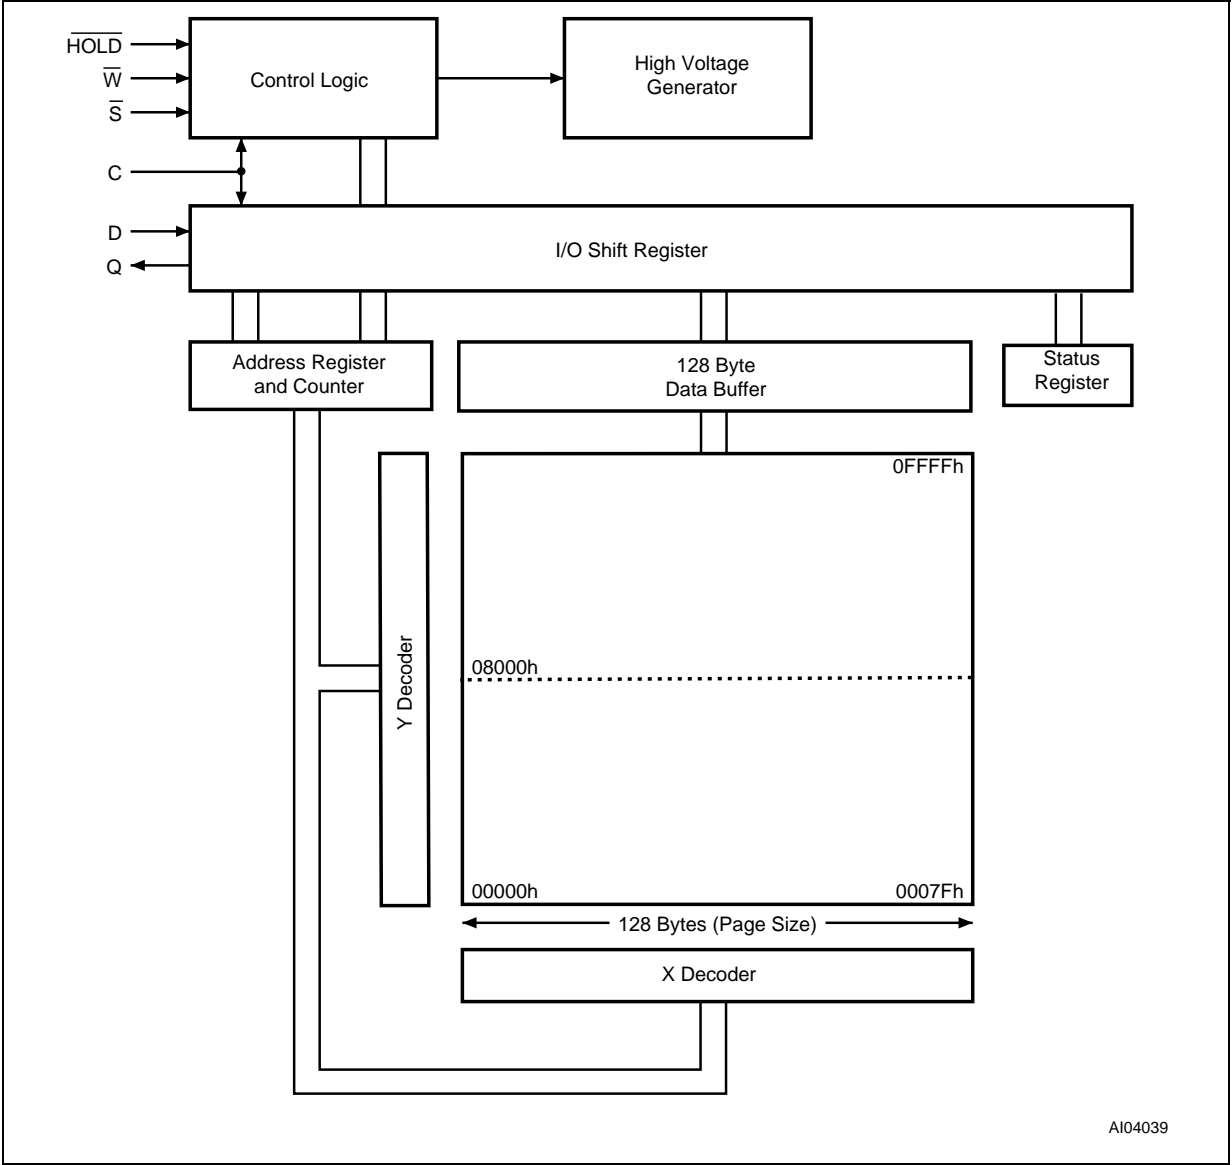 HOLD
W
S
C
D
Q
Control Logic
High Voltage
Generator
I/O Shift Register
Address Register
and Counter
128 Byte
Data Buffer
Status
Register
0FFFFh
Y Decoder
08000h
00000h
0007Fh
128 Bytes (Page Size)
X Decoder
AI04039